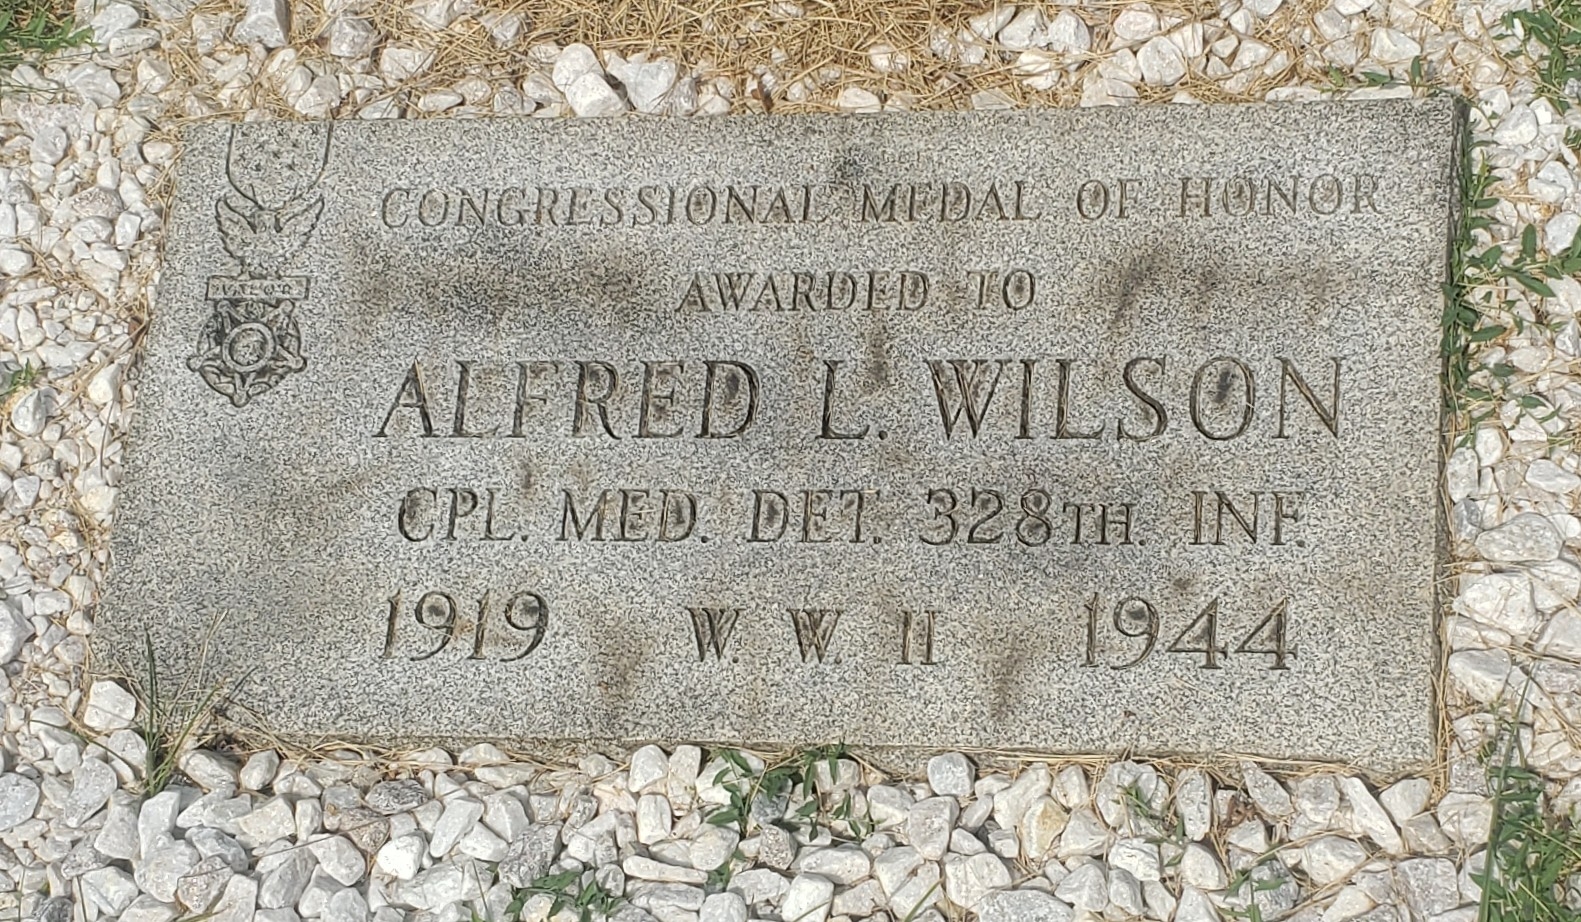 CONGRESSIONAL MEDAL OF HONOR
VALOR
AWARDED TO
ALFRED L. WILSON
CPL. MED. DET. 328TH. INF.
1919 W. W. II 1944